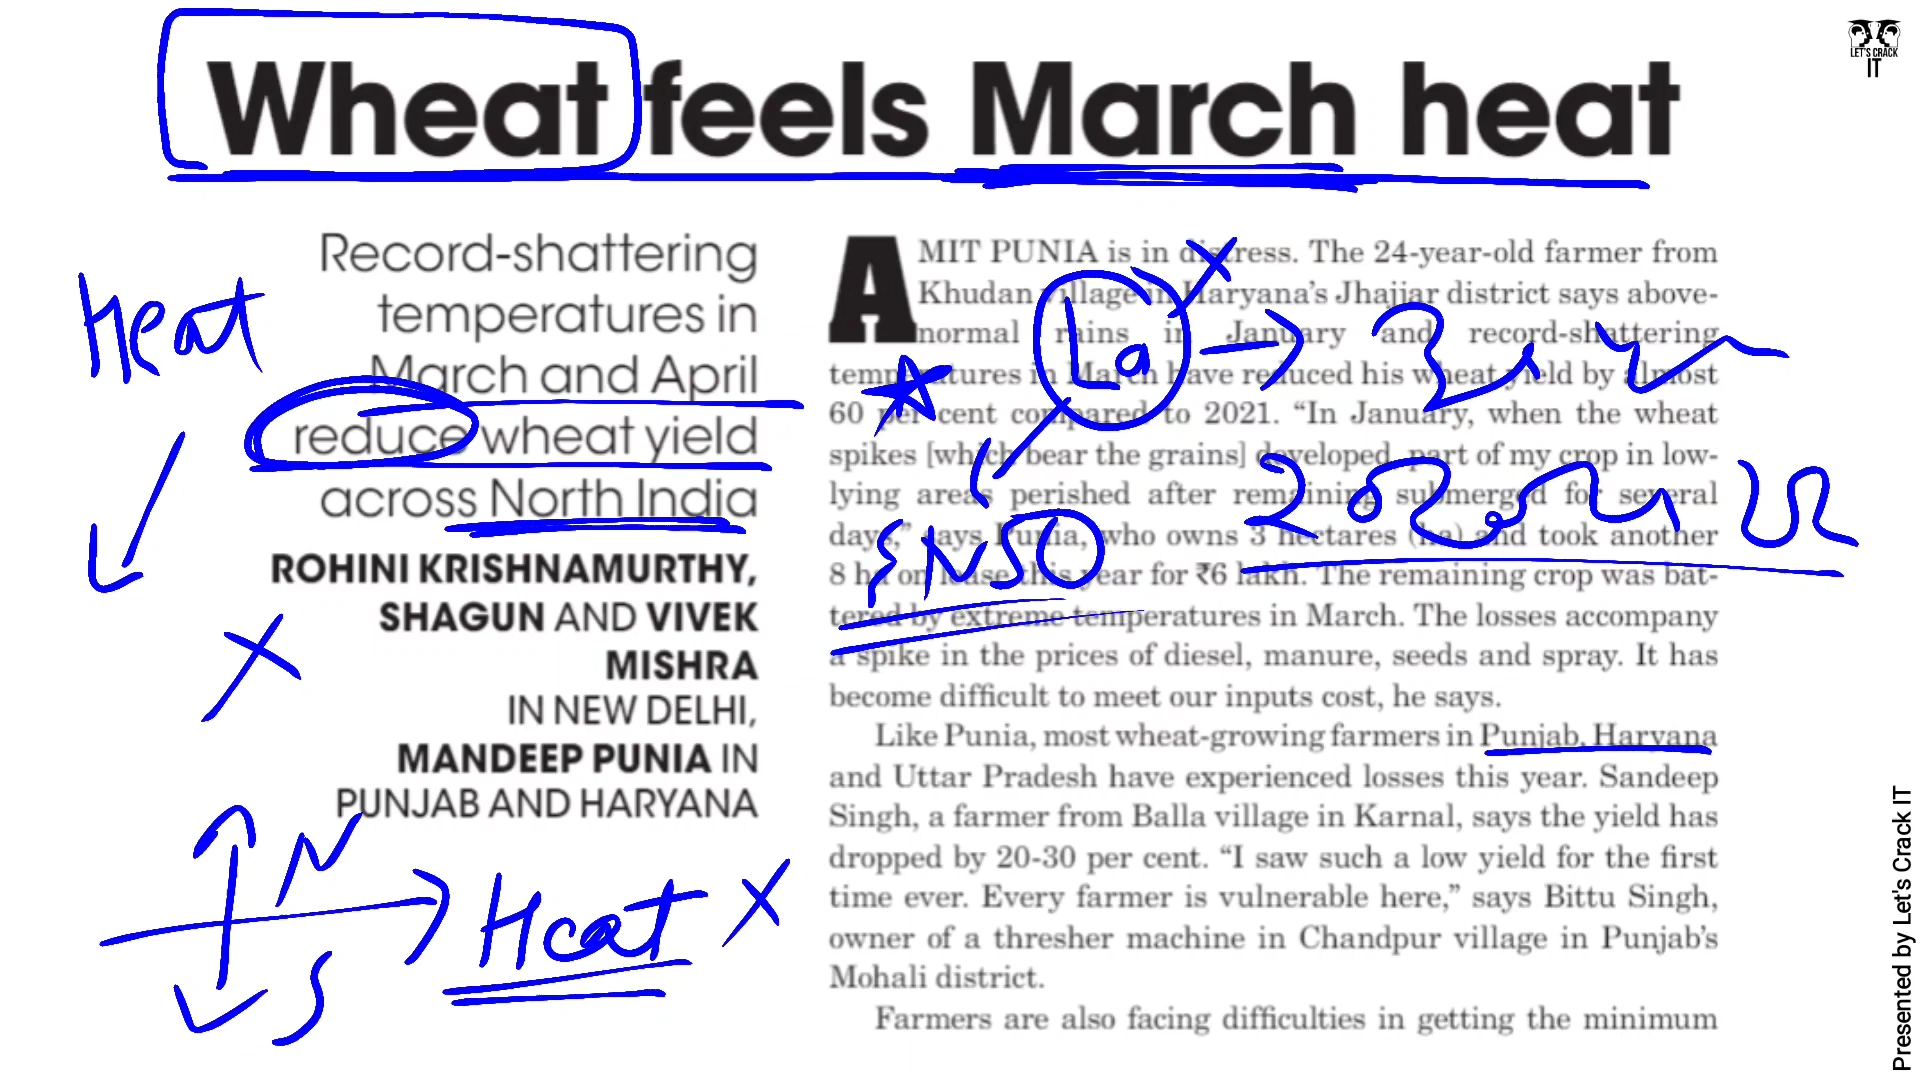 LET'S CRACK
IT
Wheat feels March heat
Record-shattering
temperatures in
March and April
reduce wheat yield
across North India
ROHINI KRISHNAMURTHY,
SHAGUN AND VIVEK
MISHRA
IN NEW DELHI,
MANDEEP PUNIA IN
PUNJAB AND HARYANA
Heat
N
S
Heat
AMIT PUNIA is in distress. The 24-year-old farmer from
Khudan village in Haryana's Jhajjar district says above-
normal rains in January and record-shattering
temperatures in March have reduced his wheat yield by almost
60 per cent compared to 2021. "In January, when the wheat
spikes [which bear the grains] developed, part of my crop in low-
lying areas perished after remaining submerged for several
days," says Punia, who owns 3 hectares (ha) and took another
8 ha on lease this year for ₹6 lakh. The remaining crop was bat-
tered by extreme temperatures in March. The losses accompany
a spike in the prices of diesel, manure, seeds and spray. It has
become difficult to meet our inputs cost, he says.
Like Punia, most wheat-growing farmers in Punjab, Haryana
and Uttar Pradesh have experienced losses this year. Sandeep
Singh, a farmer from Balla village in Karnal, says the yield has
dropped by 20-30 per cent. "I saw such a low yield for the first
time ever. Every farmer is vulnerable here," says Bittu Singh,
owner of a thresher machine in Chandpur village in Punjab's
Mohali district.
Farmers are also facing difficulties in getting the minimum
La
ENSO
Presented by Let's Crack IT